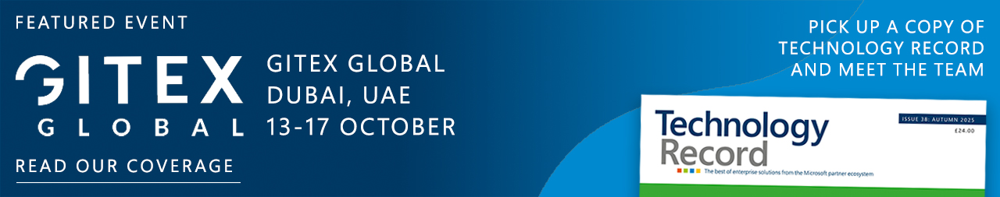 FEATURED EVENT
GITEX
GLOBAL
GITEX GLOBAL
DUBAI, UAE
13-17 OCTOBER
READ OUR COVERAGE
PICK UP A COPY OF
TECHNOLOGY RECORD
AND MEET THE TEAM
Technology
Record
ISSUE 38: AUTUMN 2025
£24.00
The best of enterprise solutions from the Microsoft partner ecosystem